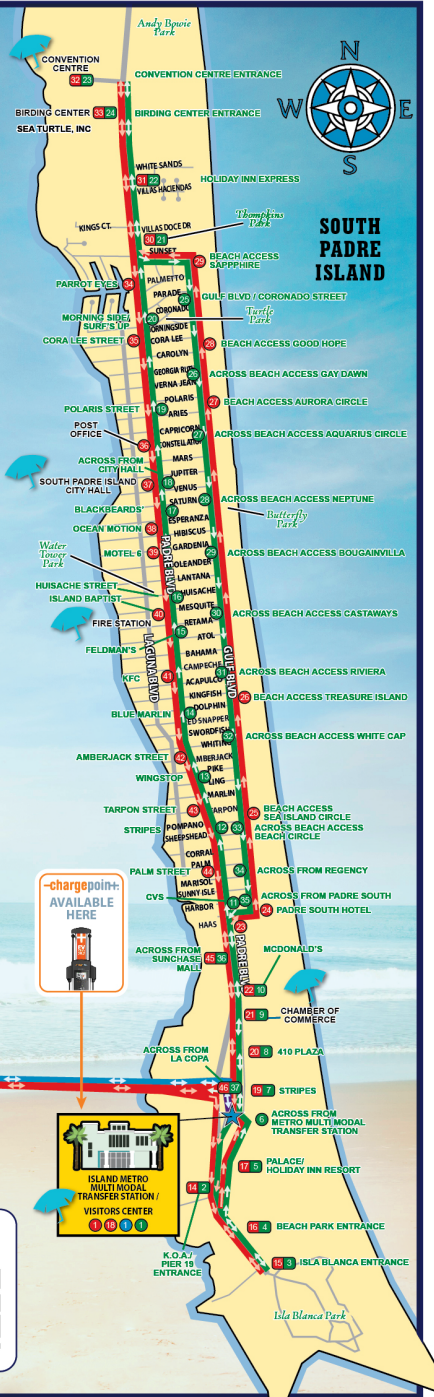 Andy Bowie
Park
CONVENTION
CENTRE
32 23
CONVENTION CENTRE ENTRANCE
N
W E
S
BIRDING CENTER 33 24
BIRDING CENTER ENTRANCE
SEA TURTLE, INC
WHITE SANDS
31 22
HOLIDAY INN EXPRESS
VILLAS HACIENDAS
Thompkins
Park
SOUTH
PADRE
ISLAND
KINGS CT.
VILLAS DOCE DR
30 21
SUNSET
29
BEACH ACCESS
SAPPPHIRE
PALMETTO
PARROT EYES 34
PARADE
25
GULF BLVD / CORONADO STREET
CORONADO
Turtle
Park
MORNING SIDE/
SURF'S UP
20
ORNINGSIDE
CORA LEE STREET 35
CORA LEE
28 BEACH ACCESS GOOD HOPE
CAROLYN
GEORGIA RUT
26 ACROSS BEACH ACCESS GAY DAWN
VERNA JEAN
POLARIS
27 BEACH ACCESS AURORA CIRCLE
POLARIS STREET 19
ARIES
POST
OFFICE
36
CAPRICORN
27 ACROSS BEACH ACCESS AQUARIUS CIRCLE
CONSTELLATION
ACROSS FROM
CITY HALL
MARS
JUPITER
SOUTH PADRE ISLAND
CITY HALL
37
18
VENUS
SATURN 28
ACROSS BEACH ACCESS NEPTUNE
BLACKBEARDS'
17
ESPERANZA
Butterfly
Park
OCEAN MOTION 38
HIBISCUS
Water
Tower
Park
MOTEL 6 39
GARDENIA
29 ACROSS BEACH ACCESS BOUGAINVILLA
OLEANDER
PADRE BLVD
LANTANA
HUISACHE STREET
HUISACHE
16
ISLAND BAPTIST
MESQUITE
40
30 ACROSS BEACH ACCESS CASTAWAYS
FIRE STATION
RETAMA
15
ATOL
FELDMAN'S
BAHAMA
LAGUNA BLVD
GULF BLVD
CAMPECHE
KFC 41
31 ACROSS BEACH ACCESS RIVIERA
ACAPULCO
KINGFISH
26 BEACH ACCESS TREASURE ISLAND
DOLPHIN
BLUE MARLIN 14
ED SNAPPER
SWORDFISH
32 ACROSS BEACH ACCESS WHITE CAP
WHITING
AMBERJACK STREET 42
MBERJACK
PIKE
WINGSTOP 13
LING
MARLIN
TARPON STREET 43
TARPON
25
BEACH ACCESS
SEA ISLAND CIRCLE
STRIPES
POMPANO
12 33
ACROSS BEACH ACCESS
BEACH CIRCLE
SHEEPSHEAD
CORRAL
PALM
PALM STREET 44
34
ACROSS FROM REGENCY
MARISOL
SUNNY ISLE
CVS
11 35
ACROSS FROM PADRE SOUTH
HARBOR
24 PADRE SOUTH HOTEL
HAAS
23
-chargepoin+.
AVAILABLE
HERE
PADRE BLVD
ACROSS FROM
SUNCHASE
MALL
45 36
MCDONALD'S
22 10
21 9
CHAMBER OF
COMMERCE
ACROSS FROM
LA COPA
20 8
410 PLAZA
46 37
19 7
STRIPES
6
ACROSS FROM
METRO MULTI MODAL
TRANSFER STATION
ISLAND METRO
MULTI MODAL
TRANSFER STATION /
VISITORS CENTER
1 18 1 1
17 5
PALACE/
HOLIDAY INN RESORT
14 2
16 4
BEACH PARK ENTRANCE
K.O.A./
PIER 19
ENTRANCE
15 3
ISLA BLANCA ENTRANCE
Isla Blanca Park